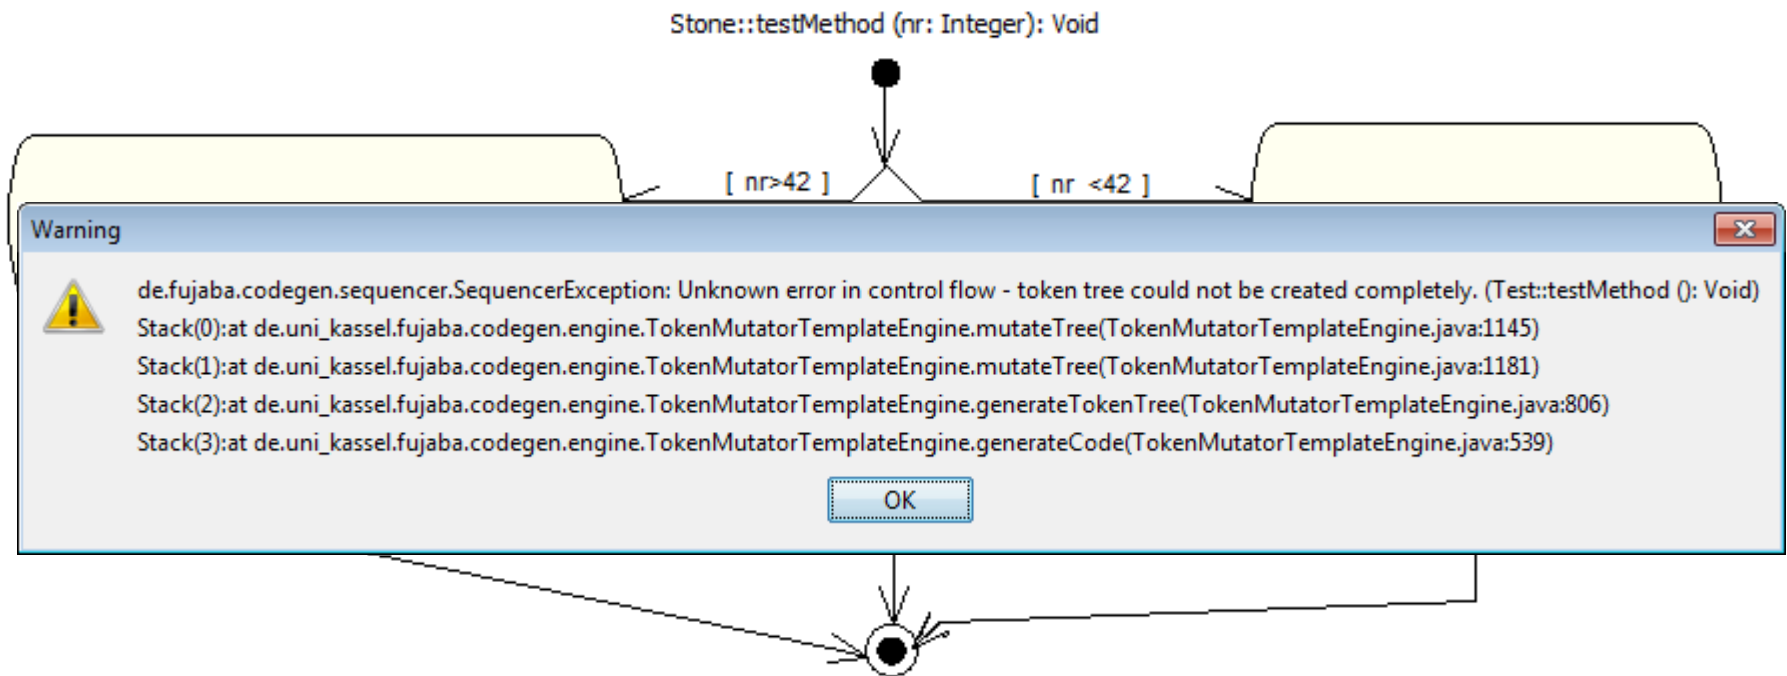 Stone::testMethod (nr: Integer): Void
[ nr>42 ]
[ nr <42 ]
Warning
de.fujaba.codegen.sequencer.SequencerException: Unknown error in control flow - token tree could not be created completely. (Test::testMethod (): Void)
Stack(0):at de.uni_kassel.fujaba.codegen.engine.TokenMutatorTemplateEngine.mutateTree(TokenMutatorTemplateEngine.java:1145)
Stack(1):at de.uni_kassel.fujaba.codegen.engine.TokenMutatorTemplateEngine.mutateTree(TokenMutatorTemplateEngine.java:1181)
Stack(2):at de.uni_kassel.fujaba.codegen.engine.TokenMutatorTemplateEngine.generateTokenTree(TokenMutatorTemplateEngine.java:806)
Stack(3):at de.uni_kassel.fujaba.codegen.engine.TokenMutatorTemplateEngine.generateCode(TokenMutatorTemplateEngine.java:539)
OK